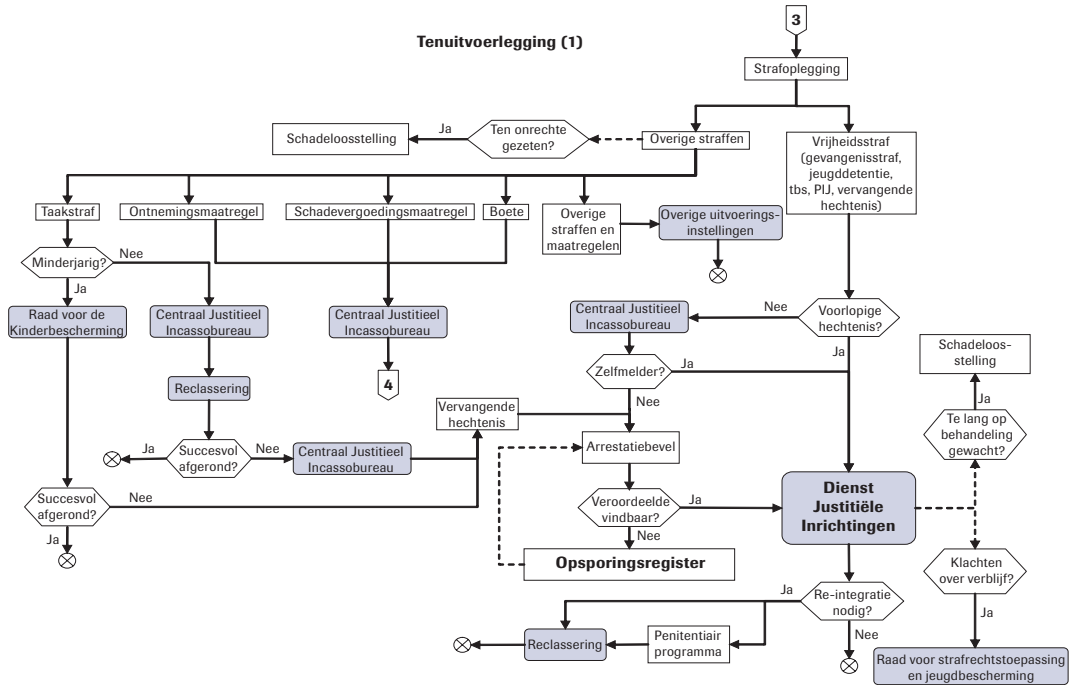 3
Tenuitvoerlegging (1)
Strafoplegging
Schadeloosstelling
Ja
Ten onrechte
gezeten?
Overige straffen
Vrijheidsstraf
(gevangenisstraf,
jeugddetentie,
tbs, PIJ, vervangende
hechtenis)
Taakstraf
Ontnemingsmaatregel
Schadevergoedingsmaatregel
Boete
Overige
straffen en
maatregelen
Overige uitvoerings-
instellingen
Minderjarig?
Nee
Ja
Raad voor de
Kinderbescherming
Centraal Justitieel
Incassobureau
Centraal Justitieel
Incassobureau
4
Centraal Justitieel
Incassobureau
Nee
Voorlopige
hechtenis?
Ja
Schadeloos-
stelling
Zelfmelder?
Ja
Nee
Reclassering
Ja
Te lang op
behandeling
gewacht?
Vervangende
hechtenis
Arrestatiebevel
Ja
Succesvol
afgerond?
Nee
Centraal Justitieel
Incassobureau
Succesvol
afgerond?
Nee
Ja
Veroordeelde
vindbaar?
Ja
Nee
Dienst
Justitiële
Inrichtingen
Opsporingsregister
Klachten
over verblijf?
Ja
Ja
Re-integratie
nodig?
Nee
Reclassering
Penitentiair
programma
Raad voor strafrechtstoepassing
en jeugdbescherming